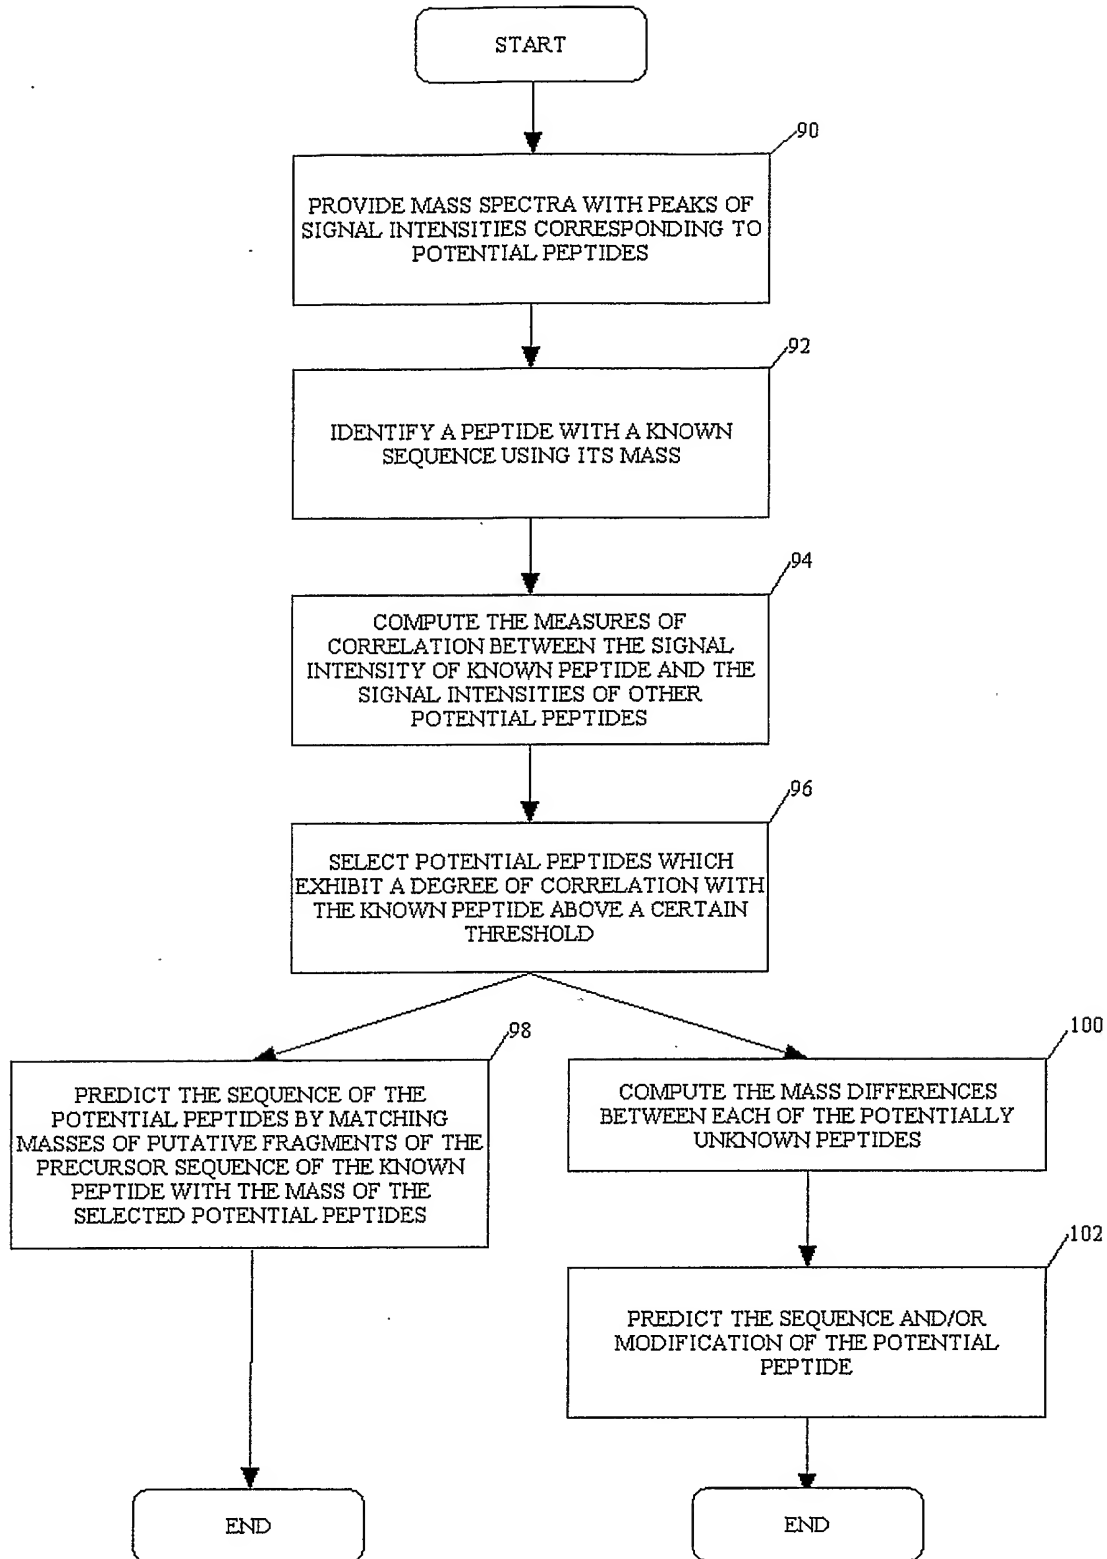 START
90
PROVIDE MASS SPECTRA WITH PEAKS OF
SIGNAL INTENSITIES CORRESPONDING TO
POTENTIAL PEPTIDES
92
IDENTIFY A PEPTIDE WITH A KNOWN
SEQUENCE USING ITS MASS
94
COMPUTE THE MEASURES OF
CORRELATION BETWEEN THE SIGNAL
INTENSITY OF KNOWN PEPTIDE AND THE
SIGNAL INTENSITIES OF OTHER
POTENTIAL PEPTIDES
96
SELECT POTENTIAL PEPTIDES WHICH
EXHIBIT A DEGREE OF CORRELATION WITH
THE KNOWN PEPTIDE ABOVE A CERTAIN
THRESHOLD
98
PREDICT THE SEQUENCE OF THE
POTENTIAL PEPTIDES BY MATCHING
MASSES OF PUTATIVE FRAGMENTS OF THE
PRECURSOR SEQUENCE OF THE KNOWN
PEPTIDE WITH THE MASS OF THE
SELECTED POTENTIAL PEPTIDES
END
100
COMPUTE THE MASS DIFFERENCES
BETWEEN EACH OF THE POTENTIALLY
UNKNOWN PEPTIDES
102
PREDICT THE SEQUENCE AND/OR
MODIFICATION OF THE POTENTIAL
PEPTIDE
END